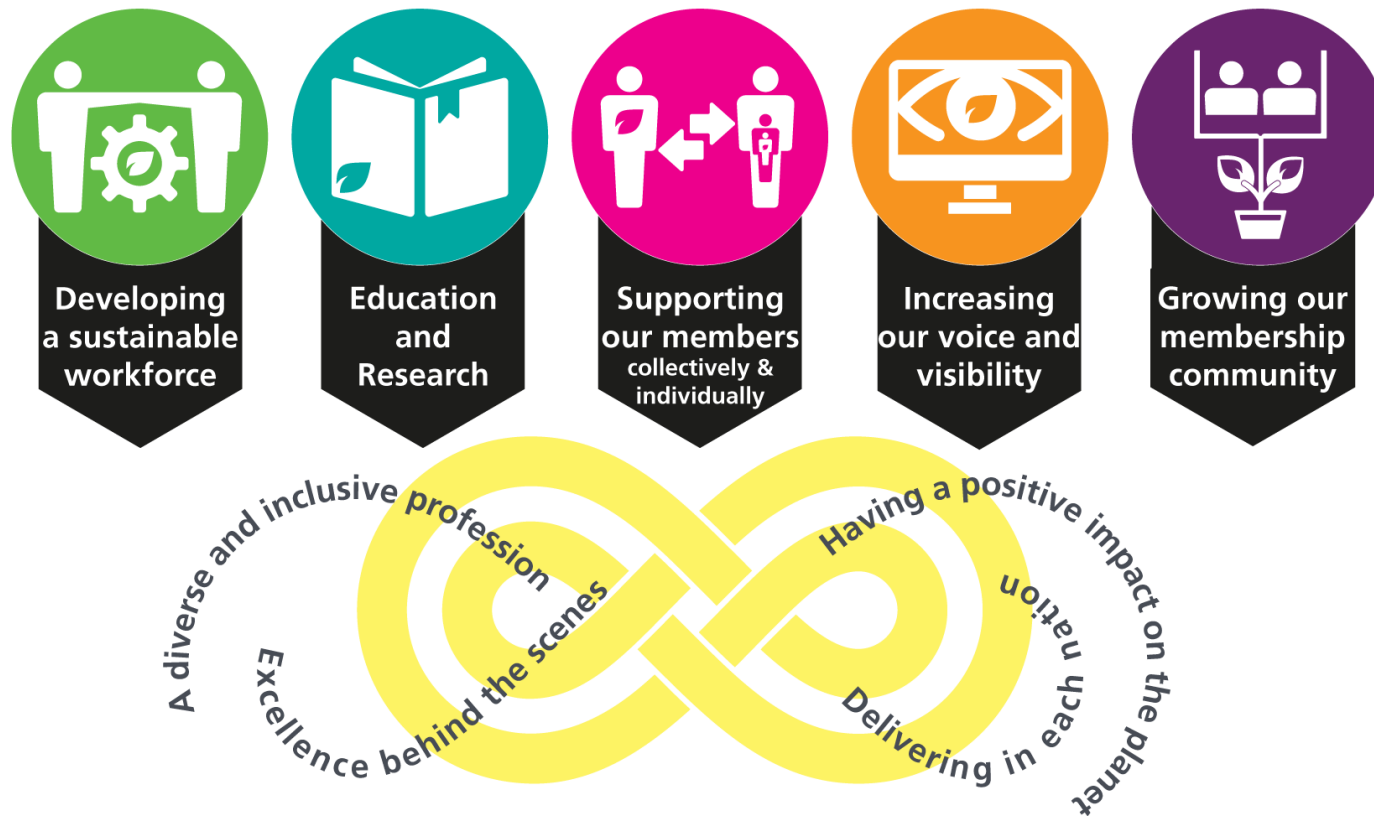 Developing
a sustainable
workforce
Education
and
Research
Supporting
our members
collectively &
individually
Increasing
our voice and
visibility
Growing our
membership
community
A diverse and inclusive profession
Excellence behind the scenes
Having a positive impact on the planet
Delivering in each nation